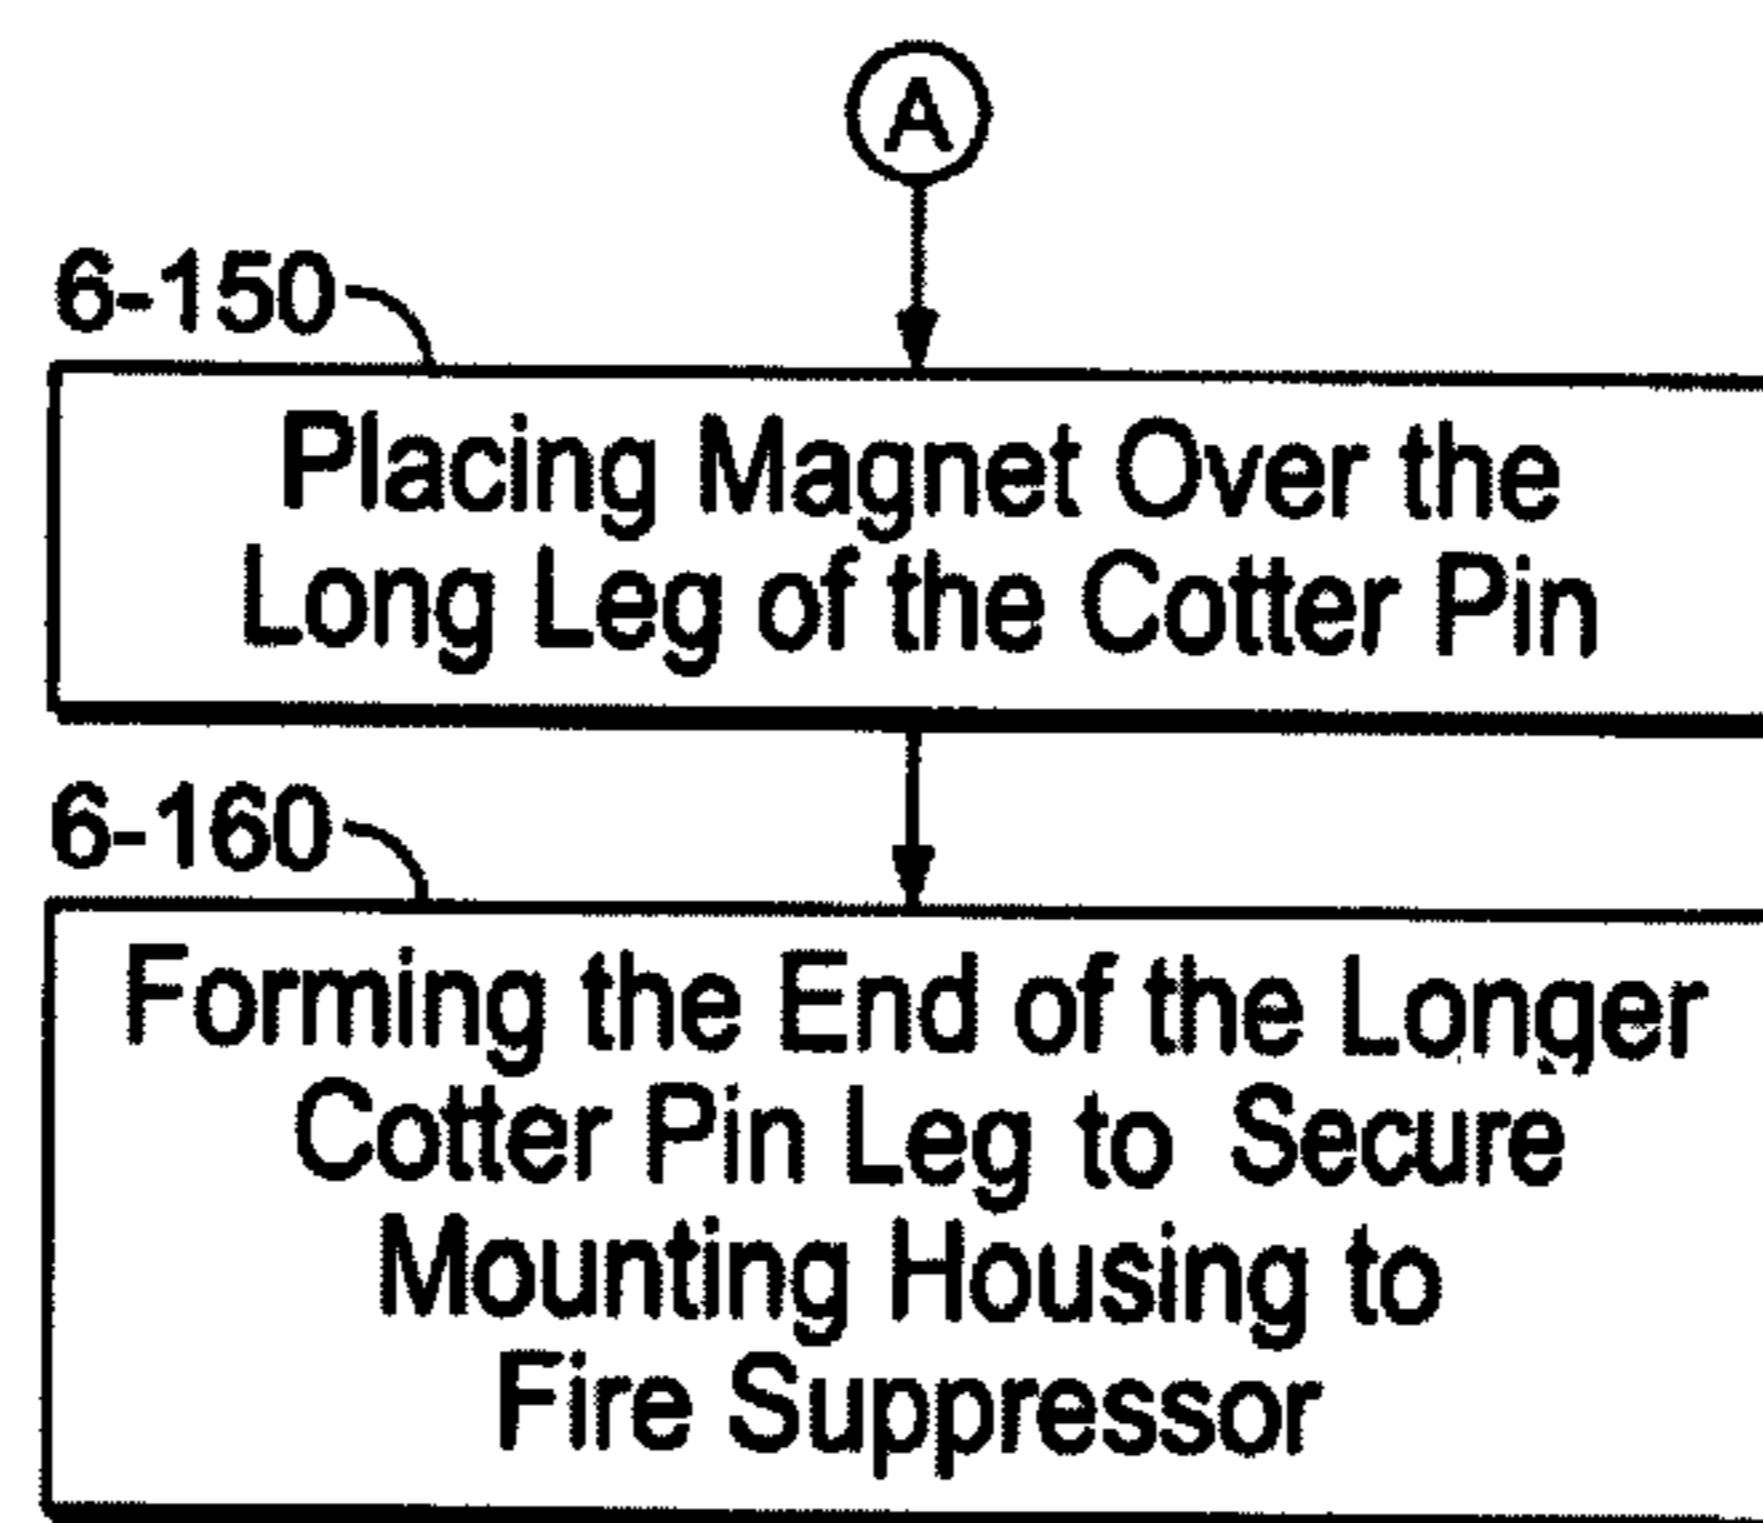 A
6-150
Placing Magnet Over the
Long Leg of the Cotter Pin
6-160
Forming the End of the Longer
Cotter Pin Leg to Secure
Mounting Housing to
Fire Suppressor